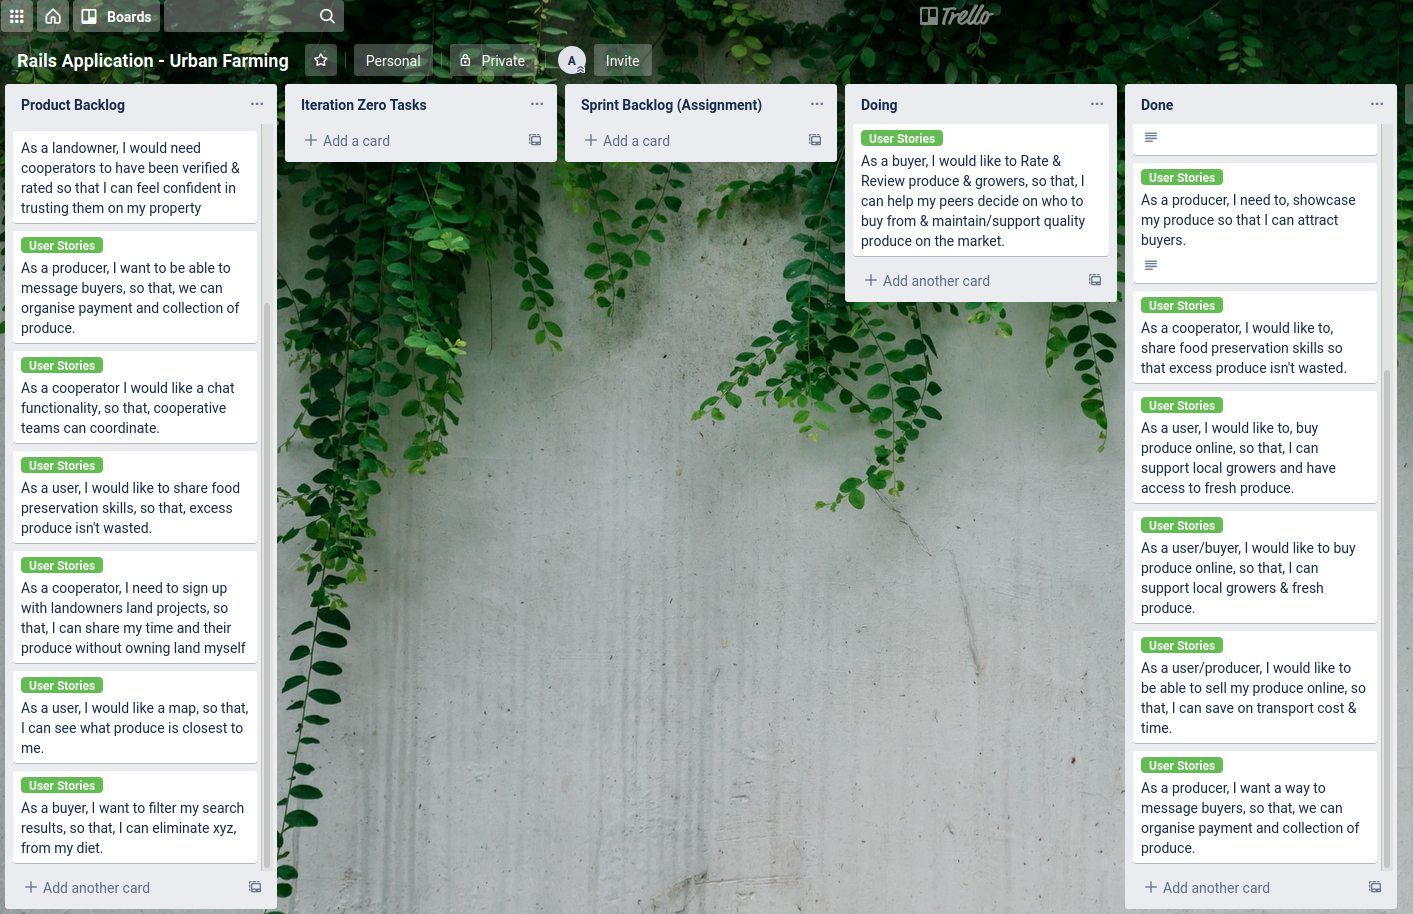 Boards
Trello
Rails Application - Urban Farming
Personal
Private
A
Invite
Product Backlog
As a landowner, I would need
cooperators to have been verified &
rated so that I can feel confident in
trusting them on my property
User Stories
As a producer, I want to be able to
message buyers, so that, we can
organise payment and collection of
produce.
User Stories
As a cooperator I would like a chat
functionality, so that, cooperative
teams can coordinate.
User Stories
As a user, I would like to share food
preservation skills, so that, excess
produce isn't wasted.
User Stories
As a cooperator, I need to sign up
with landowners land projects, so
that, I can share my time and their
produce without owning land myself
User Stories
As a user, I would like a map, so that,
I can see what produce is closest to
me.
User Stories
As a buyer, I want to filter my search
results, so that, I can eliminate xyz,
from my diet.
Add another card
Iteration Zero Tasks
Add a card
Sprint Backlog (Assignment)
Add a card
Doing
User Stories
As a buyer, I would like to Rate &
Review produce & growers, so that, I
can help my peers decide on who to
buy from & maintain/support quality
produce on the market.
Add another card
Done
User Stories
As a producer, I need to, showcase
my produce so that I can attract
buyers.
User Stories
As a cooperator, I would like to,
share food preservation skills so
that excess produce isn't wasted.
User Stories
As a user, I would like to, buy
produce online, so that, I can
support local growers and have
access to fresh produce.
User Stories
As a user/buyer, I would like to buy
produce online, so that, I can
support local growers & fresh
produce.
User Stories
As a user/producer, I would like to
be able to sell my produce online, so
that, I can save on transport cost &
time.
User Stories
As a producer, I want a way to
message buyers, so that, we can
organise payment and collection of
produce.
Add another card